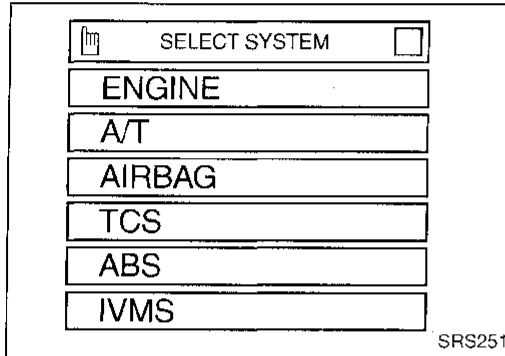 SELECT SYSTEM
ENGINE
A/T
AIRBAG
TCS
ABS
IVMS
SRS251